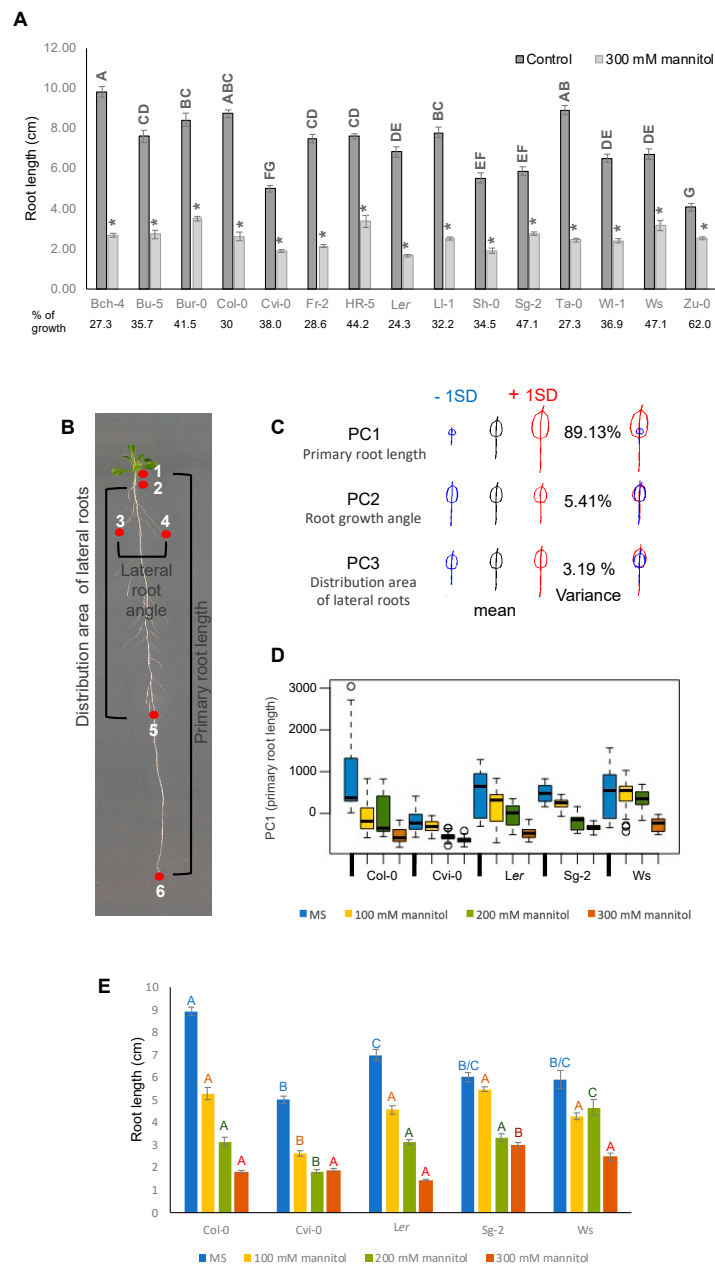 A
12.00
10.00
8.00
6.00
4.00
2.00
0.00
Root length (cm)
Control
300 mM mannitol
A
CD
BC
ABC
FG
CD
CD
DE
BC
EF
EF
AB
DE
DE
G
* * * * * * * * * * * * * * *
Bch-4 Bu-5 Bur-0 Col-0 Cvi-0 Fr-2 HR-5 Ler Ll-1 Sh-0 Sg-2 Ta-0 Wl-1 Ws Zu-0
% of
growth
27.3 35.7 41.5 30 38.0 28.6 44.2 24.3 32.2 34.5 47.1 27.3 36.9 47.1 62.0
B
1
2
3
4
5
6
Distribution area of lateral roots
Lateral
root
angle
Primary root length
C
- 1SD
+ 1SD
PC1
Primary root length
89.13%
PC2
Root growth angle
5.41%
PC3
Distribution area
of lateral roots
3.19 %
mean
Variance
D
3000
1000
0
PC1 (primary root length)
Col-0 Cvi-0 Ler Sg-2 Ws
MS 100 mM mannitol 200 mM mannitol 300 mM mannitol
E
9
8
7
6
5
4
3
2
1
0
Root length (cm)
A A A A
B B B A
C A A A
B/C A A B
B/C A C A
Col-0 Cvi-0 Ler Sg-2 Ws
MS 100 mM mannitol 200 mM mannitol 300 mM mannitol